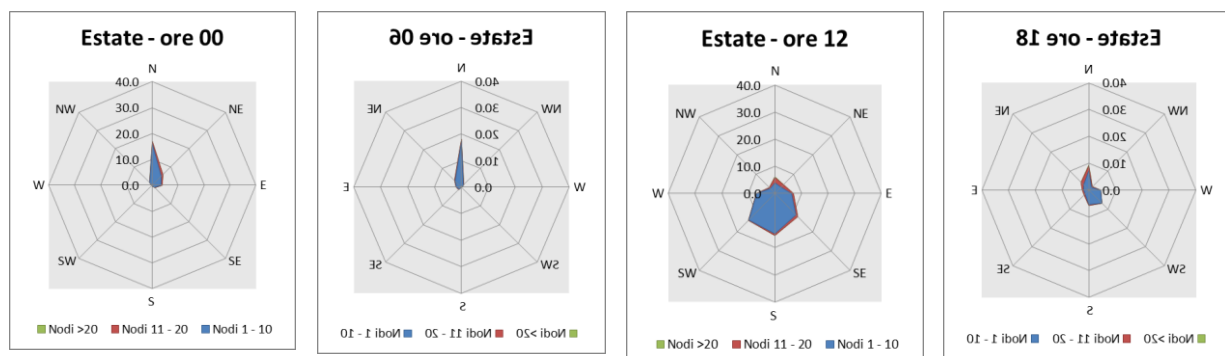 Estate - ore 00
N
40.0
NW
NE
30.0
20.0
10.0
W
0.0
E
SW
SE
S
Nodi >20 Nodi 11 - 20 Nodi 1 - 10
Estate - ore 06
N
40.0
NE
NW
30.0
20.0
10.0
E
0.0
W
SE
SW
S
Nodi 1 - 10 Nodi 11 - 20 Nodi >20
Estate - ore 12
N
40.0
NW
NE
30.0
20.0
10.0
W
0.0
E
SW
SE
S
Nodi >20 Nodi 11 - 20 Nodi 1 - 10
Estate - ore 18
N
40.0
NE
NW
30.0
20.0
10.0
E
0.0
W
SE
SW
S
Nodi 1 - 10 Nodi 11 - 20 Nodi >20